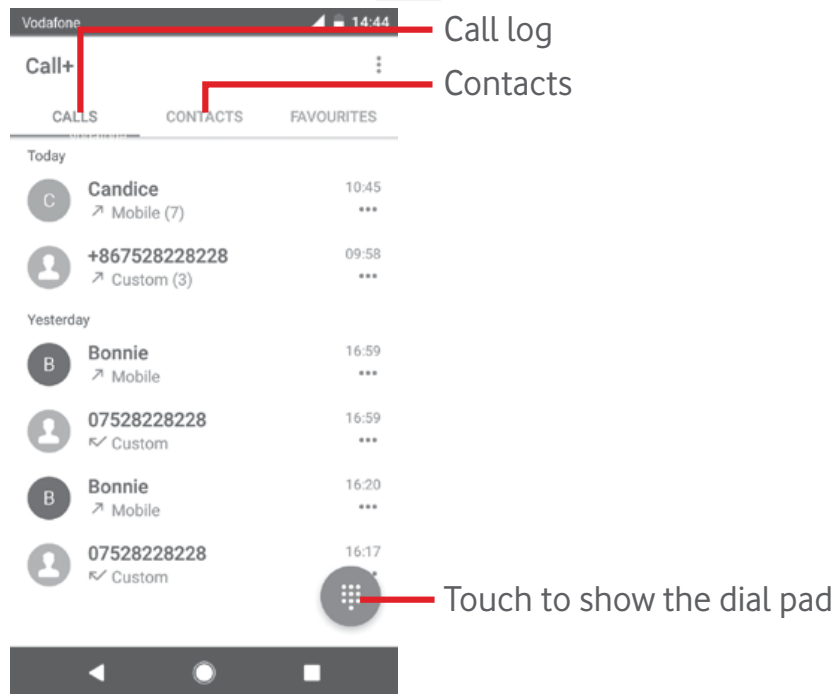 Vodafone 14:44
Call log
Call+
Contacts
CALLS CONTACTS FAVOURITES
Today
C Candice 10:45
Mobile (7)
+867528228228 09:58
Custom (3)
Yesterday
B Bonnie 16:59
Mobile
07528228228 16:59
Custom
B Bonnie 16:20
Mobile
07528228228 16:17
Custom
Touch to show the dial pad